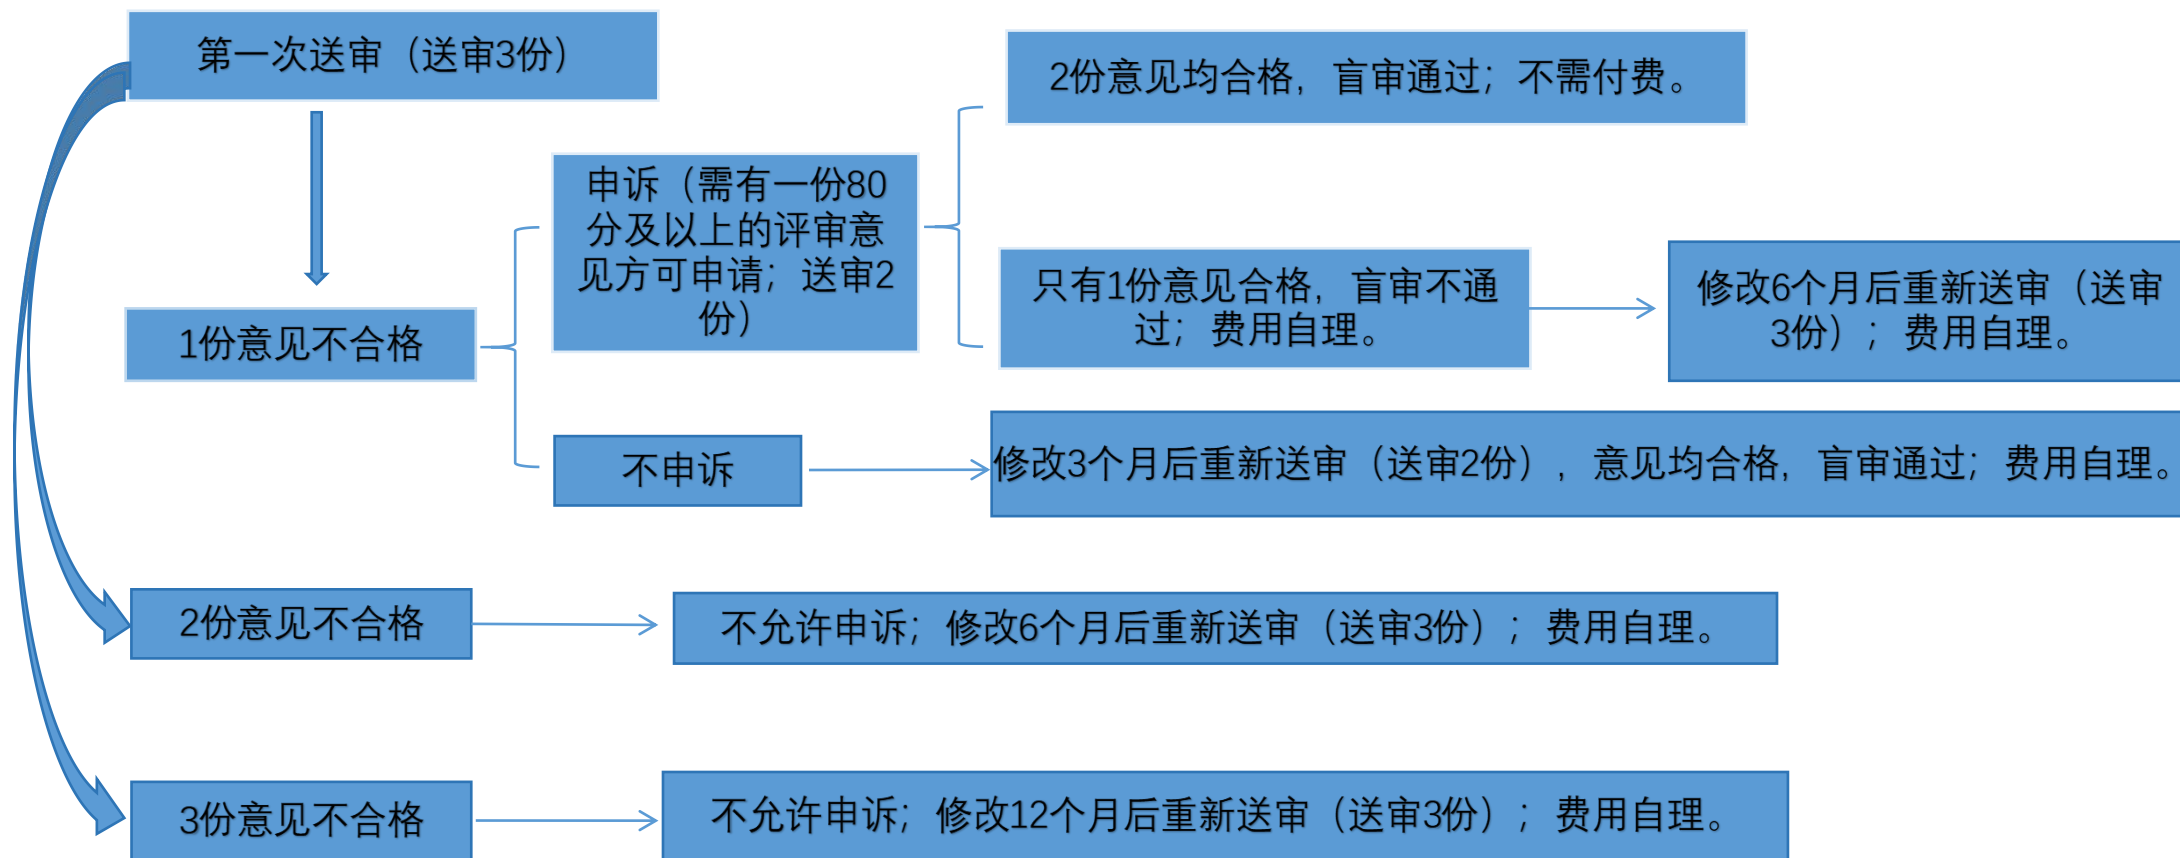 第一次送审（送审3份）
2份意见均合格，盲审通过；不需付费。
申诉（需有一份80
分及以上的评审意
见方可申请；送审2
份）
只有1份意见合格，盲审不通
过；费用自理。
修改6个月后重新送审（送审
3份）；费用自理。
1份意见不合格
不申诉
修改3个月后重新送审（送审2份），意见均合格，盲审通过；费用自理。
2份意见不合格
不允许申诉；修改6个月后重新送审（送审3份）；费用自理。
3份意见不合格
不允许申诉；修改12个月后重新送审（送审3份）；费用自理。